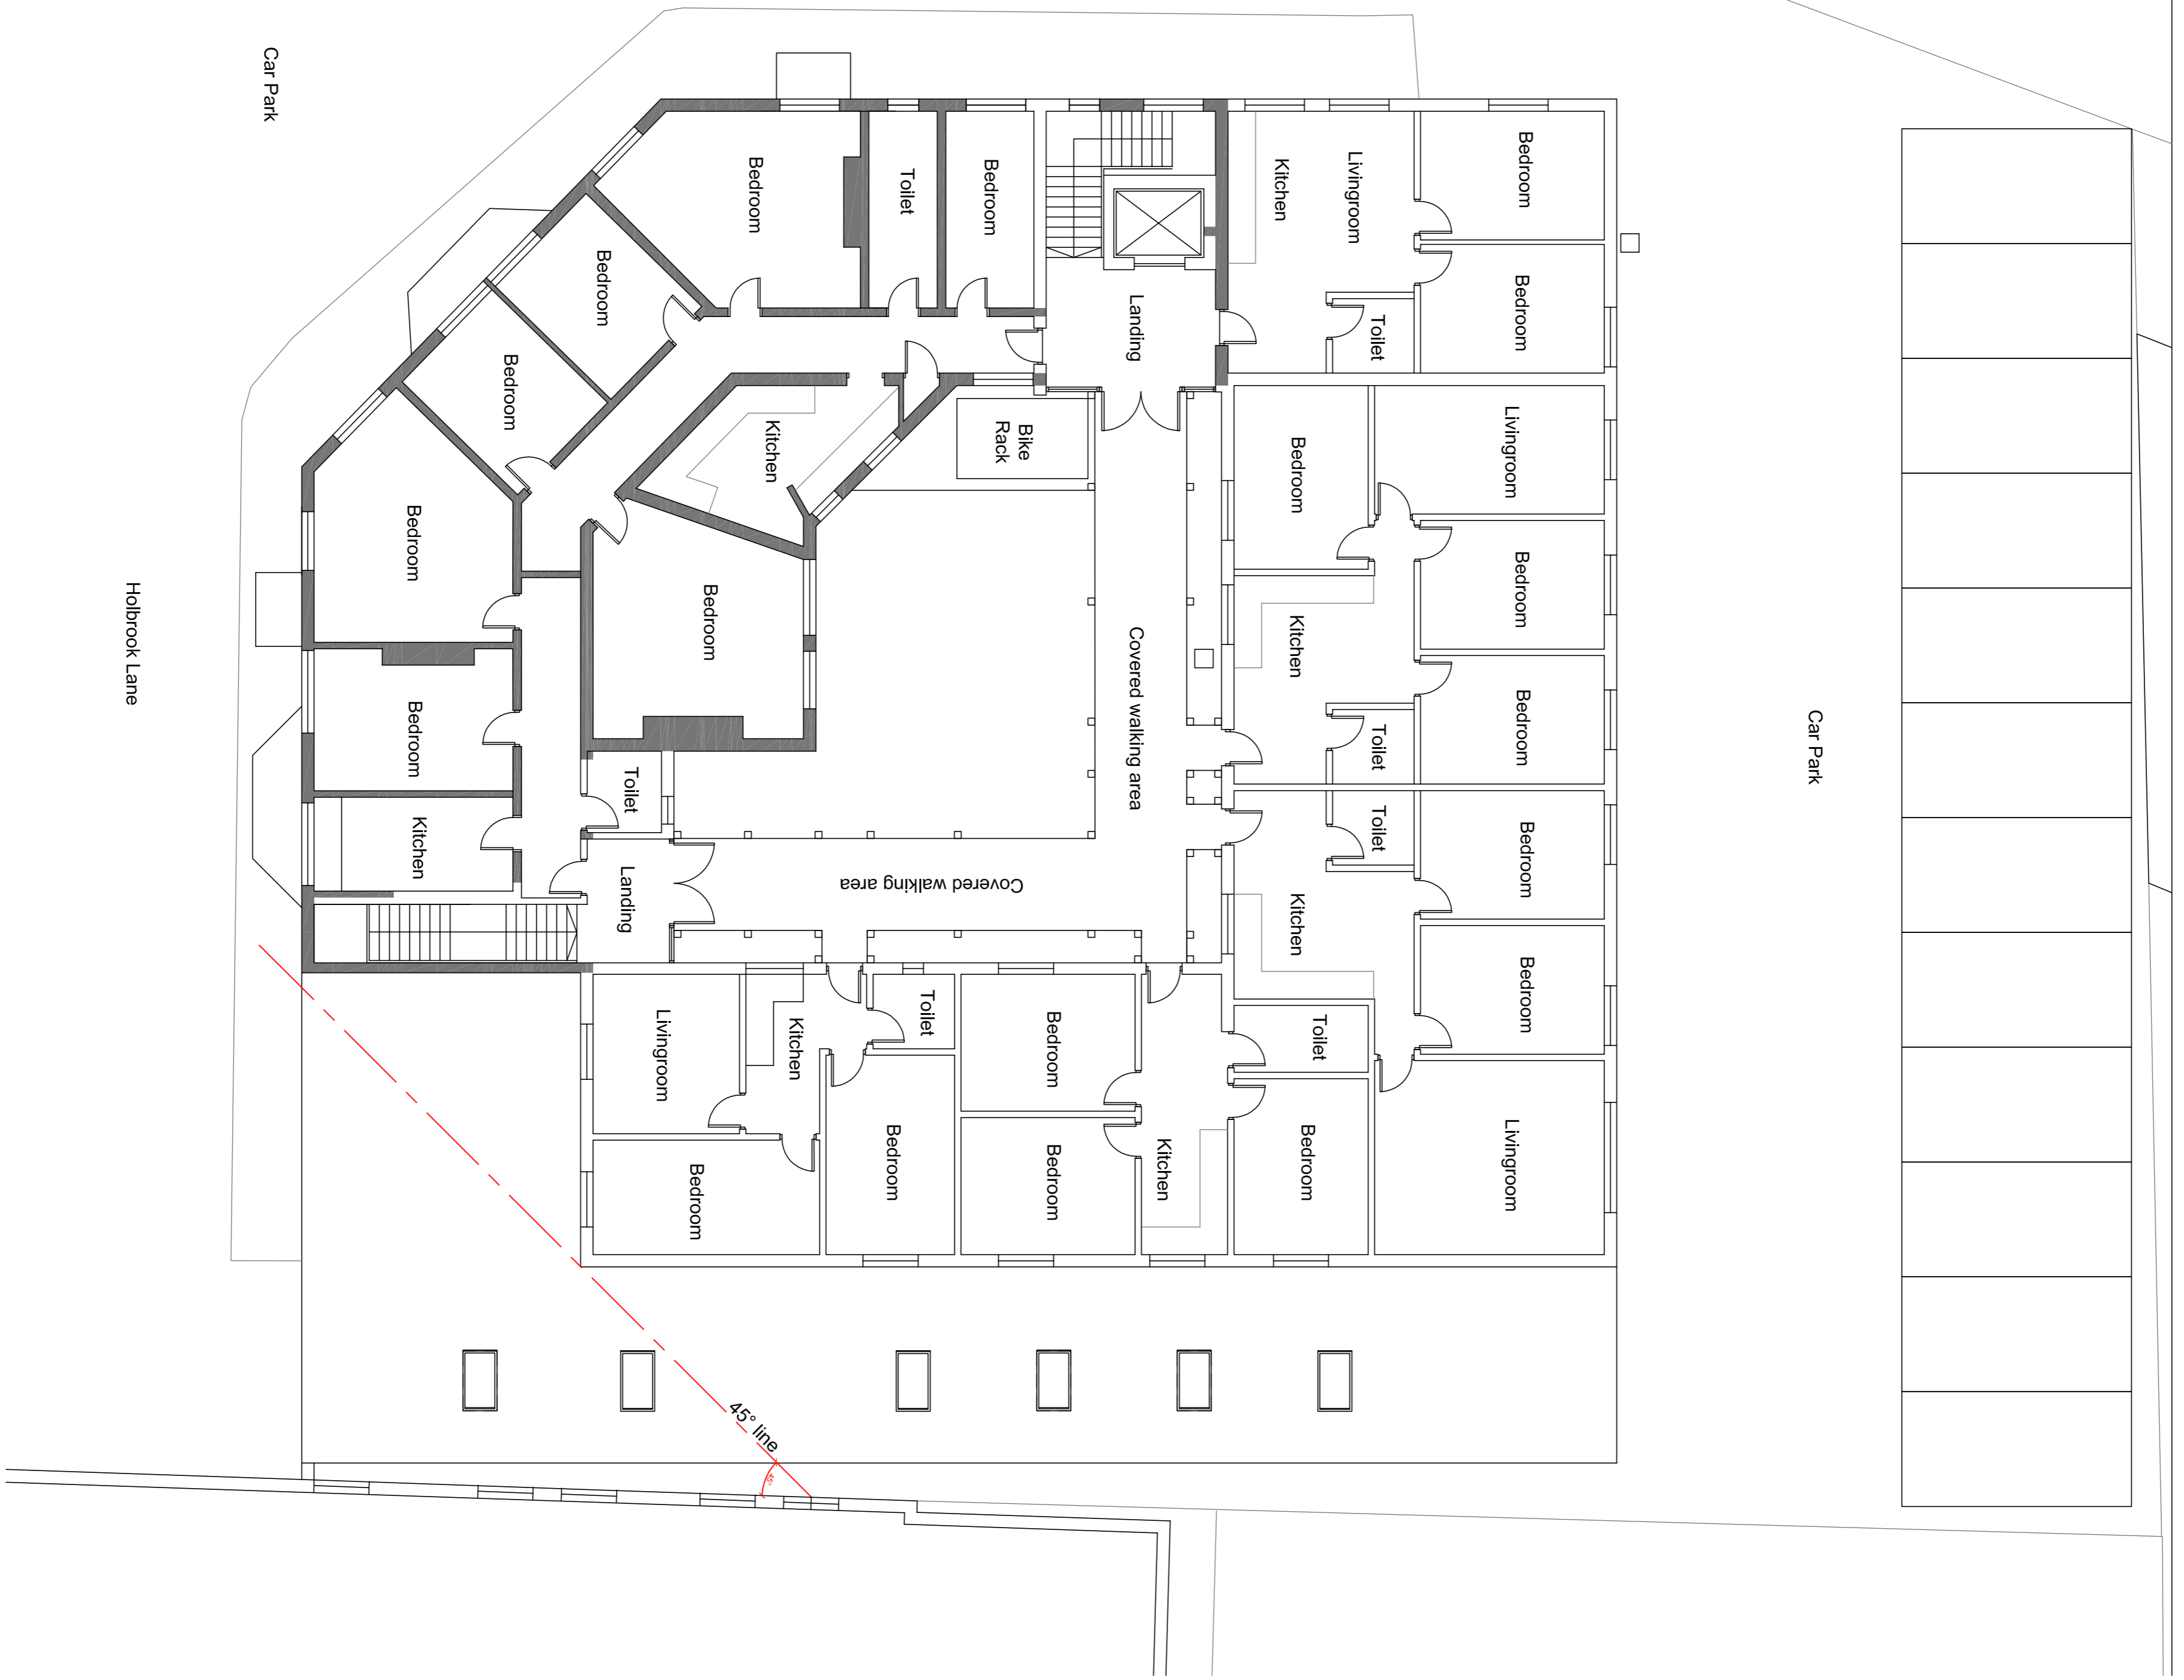 Car Park
Holbrook Lane
Bedroom
Toilet
Bedroom
Bedroom
Bedroom
Bedroom
Bedroom
Kitchen
Kitchen
Bedroom
Toilet
Landing
Bike
Rack
Landing
Covered walking area
Covered walking area
Kitchen
Livingroom
Bedroom
Bedroom
Toilet
Livingroom
Bedroom
Bedroom
Kitchen
Bedroom
Toilet
Toilet
Bedroom
Kitchen
Bedroom
Livingroom
Toilet
Bedroom
Kitchen
Bedroom
Bedroom
Toilet
Kitchen
Livingroom
Bedroom
Bedroom
Car Park
45° line
45°